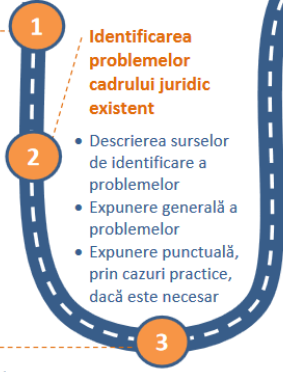 1
Identificarea
problemelor
cadrului juridic
existent
2
• Descrierea surselor
de identificare a
problemelor
• Expunere generală a
problemelor
• Expunere punctuală,
prin cazuri practice,
dacă este necesar
3